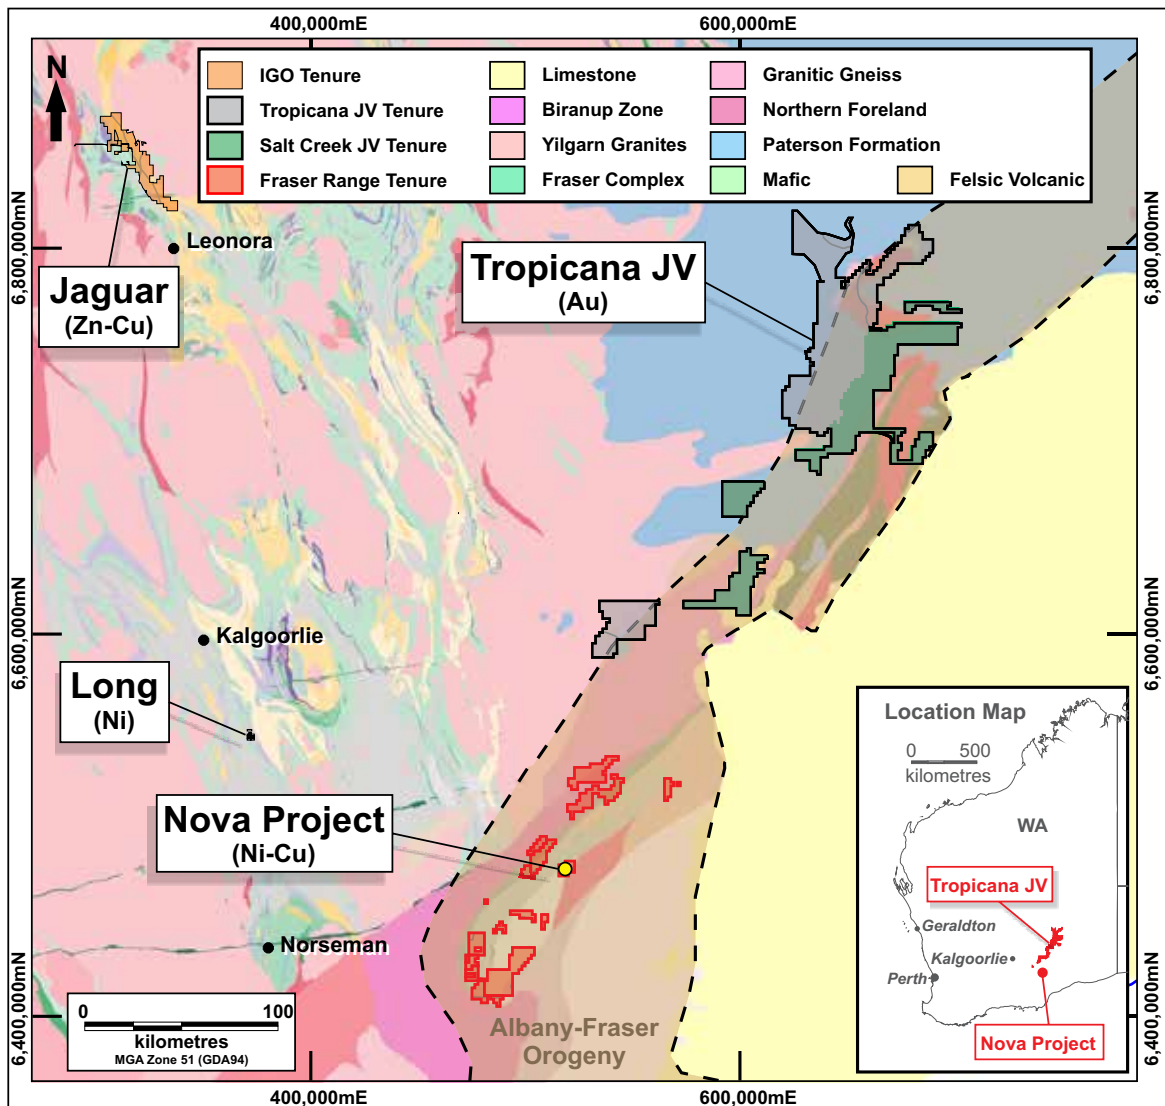 400,000mE
600,000mE
N
IGO Tenure
Tropicana JV Tenure
Salt Creek JV Tenure
Fraser Range Tenure
Limestone
Biranup Zone
Yilgarn Granites
Fraser Complex
Granitic Gneiss
Northern Foreland
Paterson Formation
Mafic
Felsic Volcanic
6,800,000mN
6,800,000mN
Leonora
Jaguar
(Zn-Cu)
Tropicana JV
(Au)
Kalgoorlie
6,600,000mN
6,600,000mN
Long
(Ni)
Nova Project
(Ni-Cu)
Norseman
Albany-Fraser
Orogeny
0 100
kilometres
MGA Zone 51 (GDA94)
Location Map
0 500
kilometres
WA
Tropicana JV
Geraldton
Kalgoorlie
Perth
Nova Project
6,400,000mN
6,400,000mN
400,000mE
600,000mE